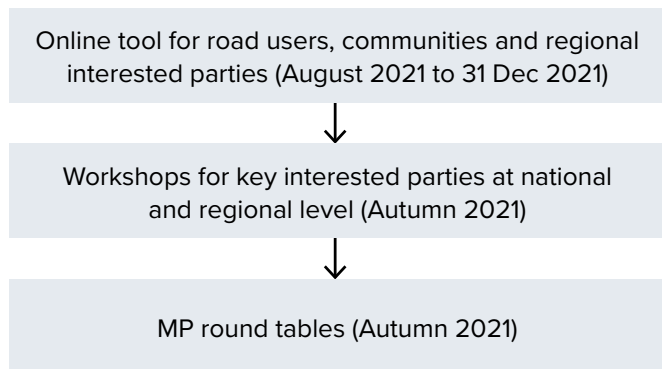 Online tool for road users, communities and regional
interested parties (August 2021 to 31 Dec 2021)
Workshops for key interested parties at national
and regional level (Autumn 2021)
MP round tables (Autumn 2021)